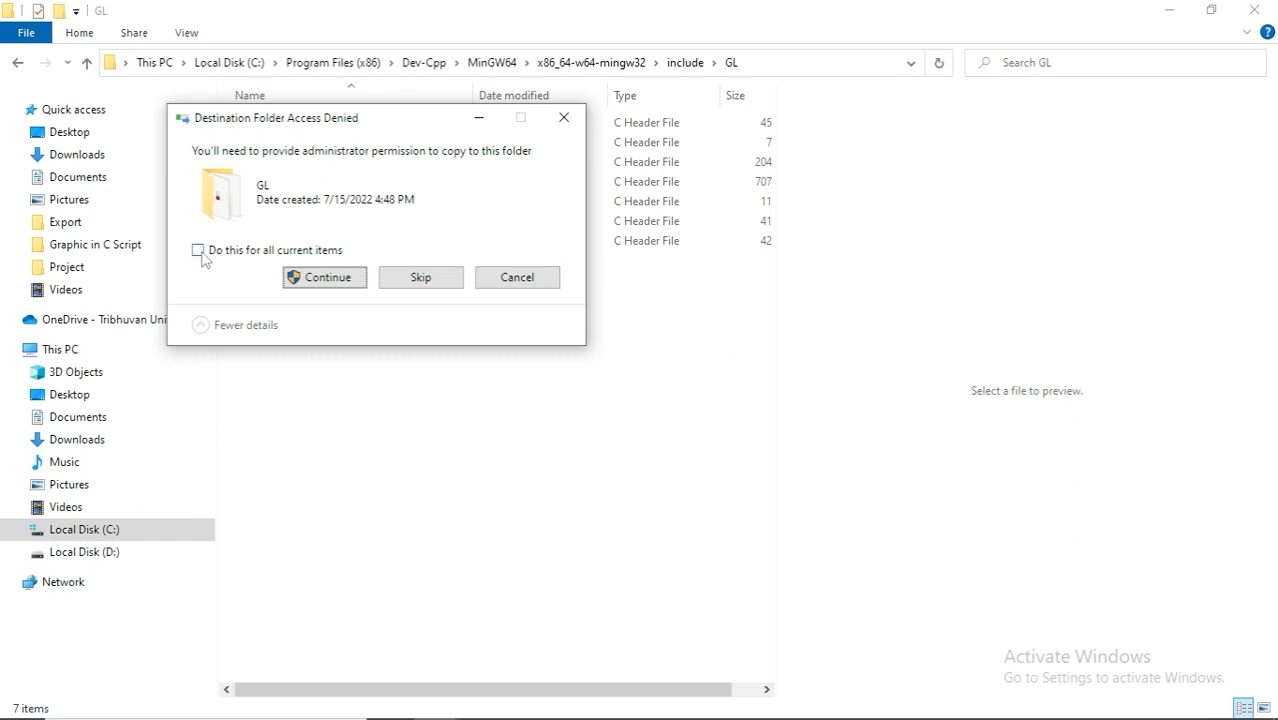 GL
File Home Share View
This PC › Local Disk (C:) › Program Files (x86) › Dev-Cpp › MinGW64 › x86_64-w64-mingw32 › include › GL
Search GL
Name Date modified Type Size
Quick access
Desktop
Downloads
Documents
Pictures
Export
Graphic in C Script
Project
Videos
OneDrive - Tribhuvan Uni
This PC
3D Objects
Desktop
Documents
Downloads
Music
Pictures
Videos
Local Disk (C:)
Local Disk (D:)
Network
Destination Folder Access Denied
You'll need to provide administrator permission to copy to this folder
GL
Date created: 7/15/2022 4:48 PM
Do this for all current items
Continue Skip Cancel
Fewer details
C Header File 45
C Header File 7
C Header File 204
C Header File 707
C Header File 11
C Header File 41
C Header File 42
Select a file to preview.
Activate Windows
Go to Settings to activate Windows.
7 items